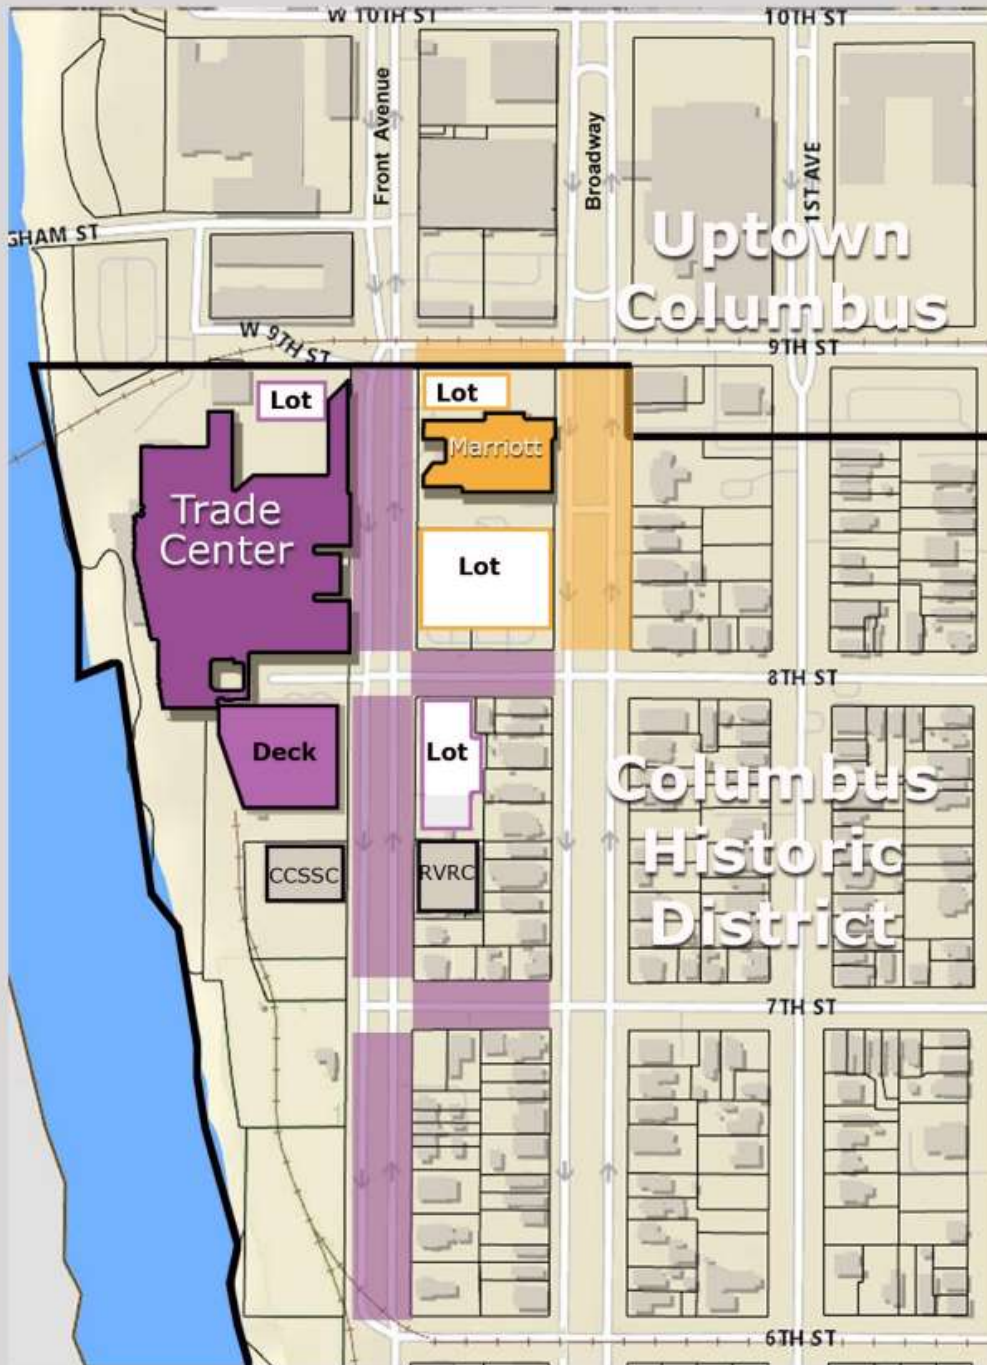 W 10TH ST
10TH ST
Front Avenue
Broadway
1ST AVE
GHAM ST
Uptown
Columbus
W 9TH ST
9TH ST
Lot
Lot
Marriott
Trade
Center
Lot
8TH ST
Deck
Lot
Columbus
Historic
District
CCSSC
RVRC
7TH ST
6TH ST